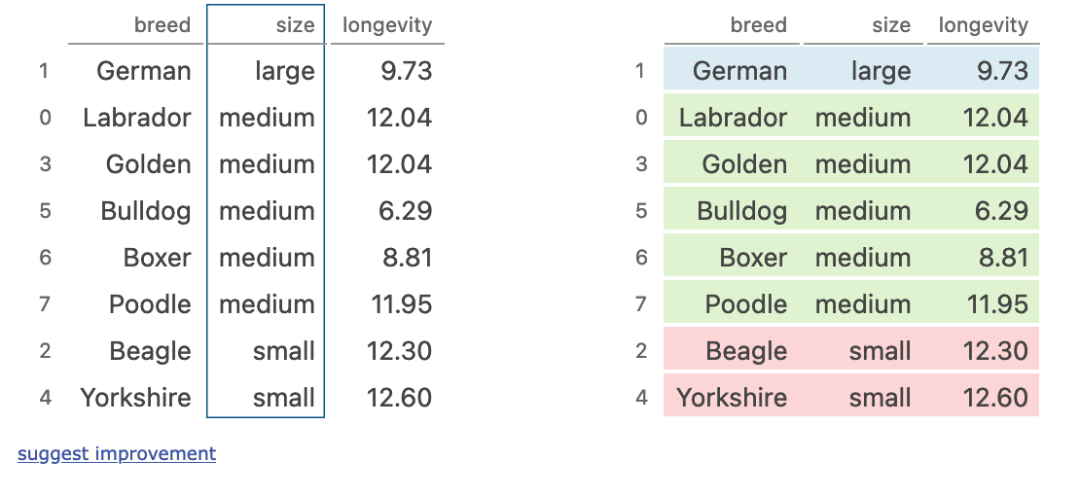 breed size longevity breed size longevity
1 German large 9.73 1 German large 9.73
0 Labrador medium 12.04 0 Labrador medium 12.04
3 Golden medium 12.04 3 Golden medium 12.04
5 Bulldog medium 6.29 5 Bulldog medium 6.29
6 Boxer medium 8.81 6 Boxer medium 8.81
7 Poodle medium 11.95 7 Poodle medium 11.95
2 Beagle small 12.30 2 Beagle small 12.30
4 Yorkshire small 12.60 4 Yorkshire small 12.60
suggest improvement